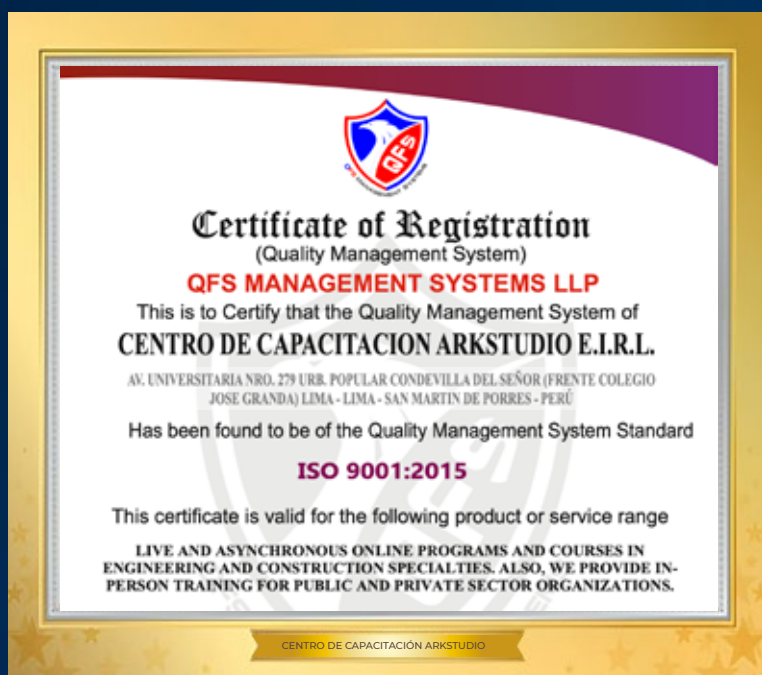 QFS
QFS MANAGEMENT SYSTEMS
Certificate of Registration
(Quality Management System)
QFS MANAGEMENT SYSTEMS LLP
This is to Certify that the Quality Management System of
CENTRO DE CAPACITACION ARKSTUDIO E.I.R.L.
AV. UNIVERSITARIA NRO. 279 URB. POPULAR CONDEVILLA DEL SEÑOR (FRENTE COLEGIO
JOSE GRANDA) LIMA - LIMA - SAN MARTIN DE PORRES - PERÚ
Has been found to be of the Quality Management System Standard
ISO 9001:2015
This certificate is valid for the following product or service range
LIVE AND ASYNCHRONOUS ONLINE PROGRAMS AND COURSES IN
ENGINEERING AND CONSTRUCTION SPECIALTIES. ALSO, WE PROVIDE IN-
PERSON TRAINING FOR PUBLIC AND PRIVATE SECTOR ORGANIZATIONS.
CENTRO DE CAPACITACIÓN ARKSTUDIO